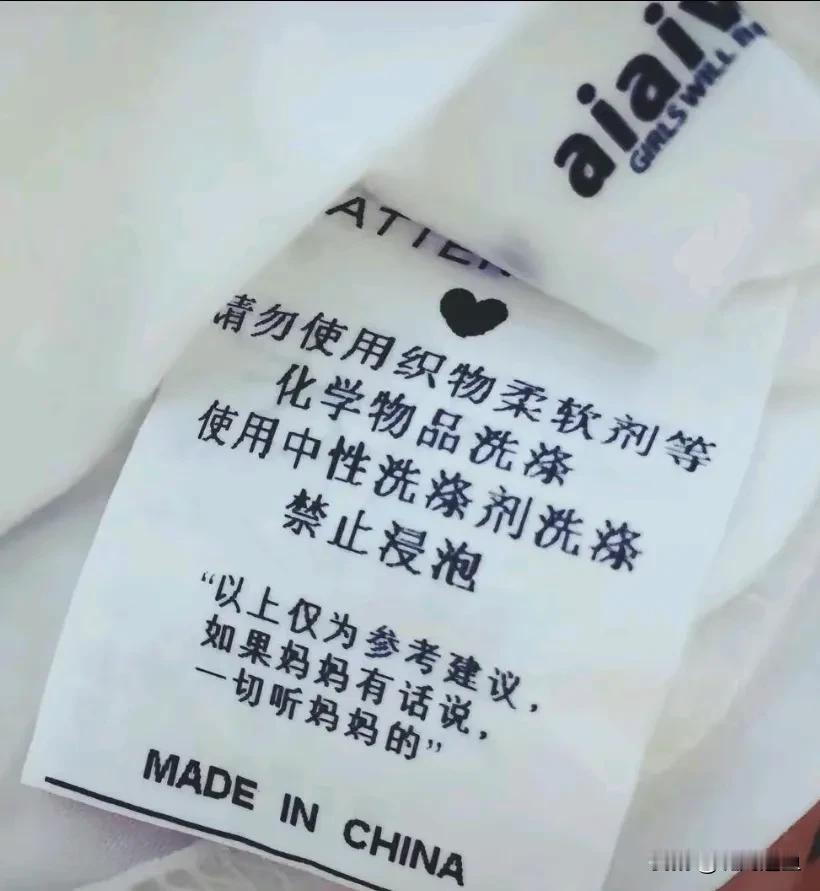 aiai
GIRLS WILL
ATTEN
请勿使用织物柔软剂等
化学物品洗涤
使用中性洗涤剂洗涤
禁止浸泡
“以上仅为参考建议，
如果妈妈有话说，
一切听妈妈的”
MADE IN CHINA